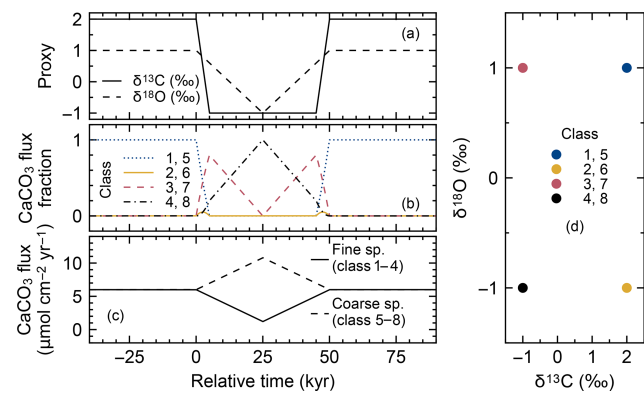 2
1
0
−1
Proxy
(a)
δ¹³C (‰)
δ¹⁸O (‰)
1
0
CaCO₃ flux
fraction
Class
1, 5
2, 6
3, 7
4, 8
(b)
10
5
0
CaCO₃ flux
(μmol cm⁻² yr⁻¹)
(c)
Fine sp.
(class 1–4)
Coarse sp.
(class 5–8)
−25 0 25 50 75
Relative time (kyr)
1
0
−1
δ¹⁸O (‰)
Class
1, 5
2, 6
3, 7
4, 8
(d)
−1 0 1 2
δ¹³C (‰)